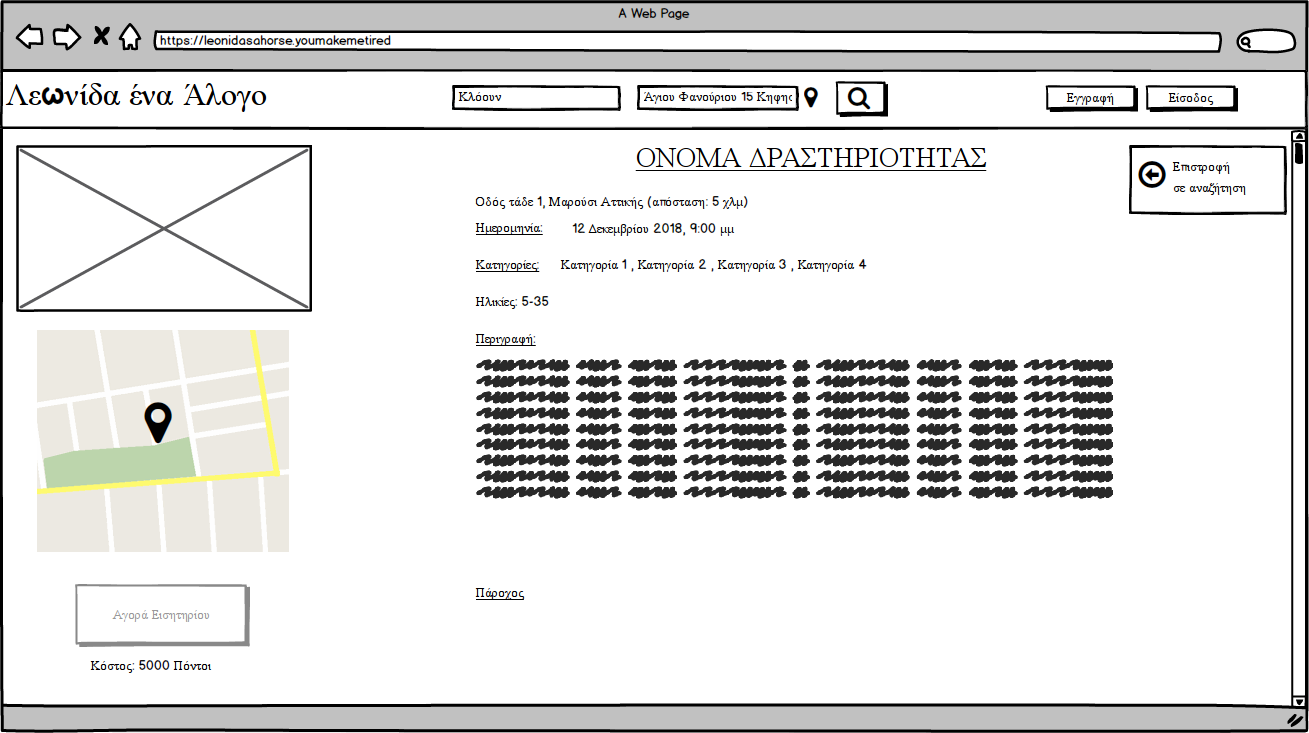 A Web Page
https://leonidasahorse.youmakemetired
Λεωνίδα ένα Άλογο
Κλόουν
Άγιου Φανούριου 15 Κηφης
Εγγραφή
Είσοδος
ΟΝΟΜΑ ΔΡΑΣΤΗΡΙΟΤΗΤΑΣ
Επιστροφή
σε αναζήτηση
Οδός τάδε 1, Μαρούσι Αττικής (απόσταση: 5 χλμ)
Ημερομηνία: 12 Δεκεμβρίου 2018, 9:00 μμ
Κατηγορίες: Κατηγορία 1 , Κατηγορία 2 , Κατηγορία 3 , Κατηγορία 4
Ηλικίες: 5-35
Περιγραφή:
Πάροχος
Αγορά Εισητηρίου
Κόστος: 5000 Πόντοι